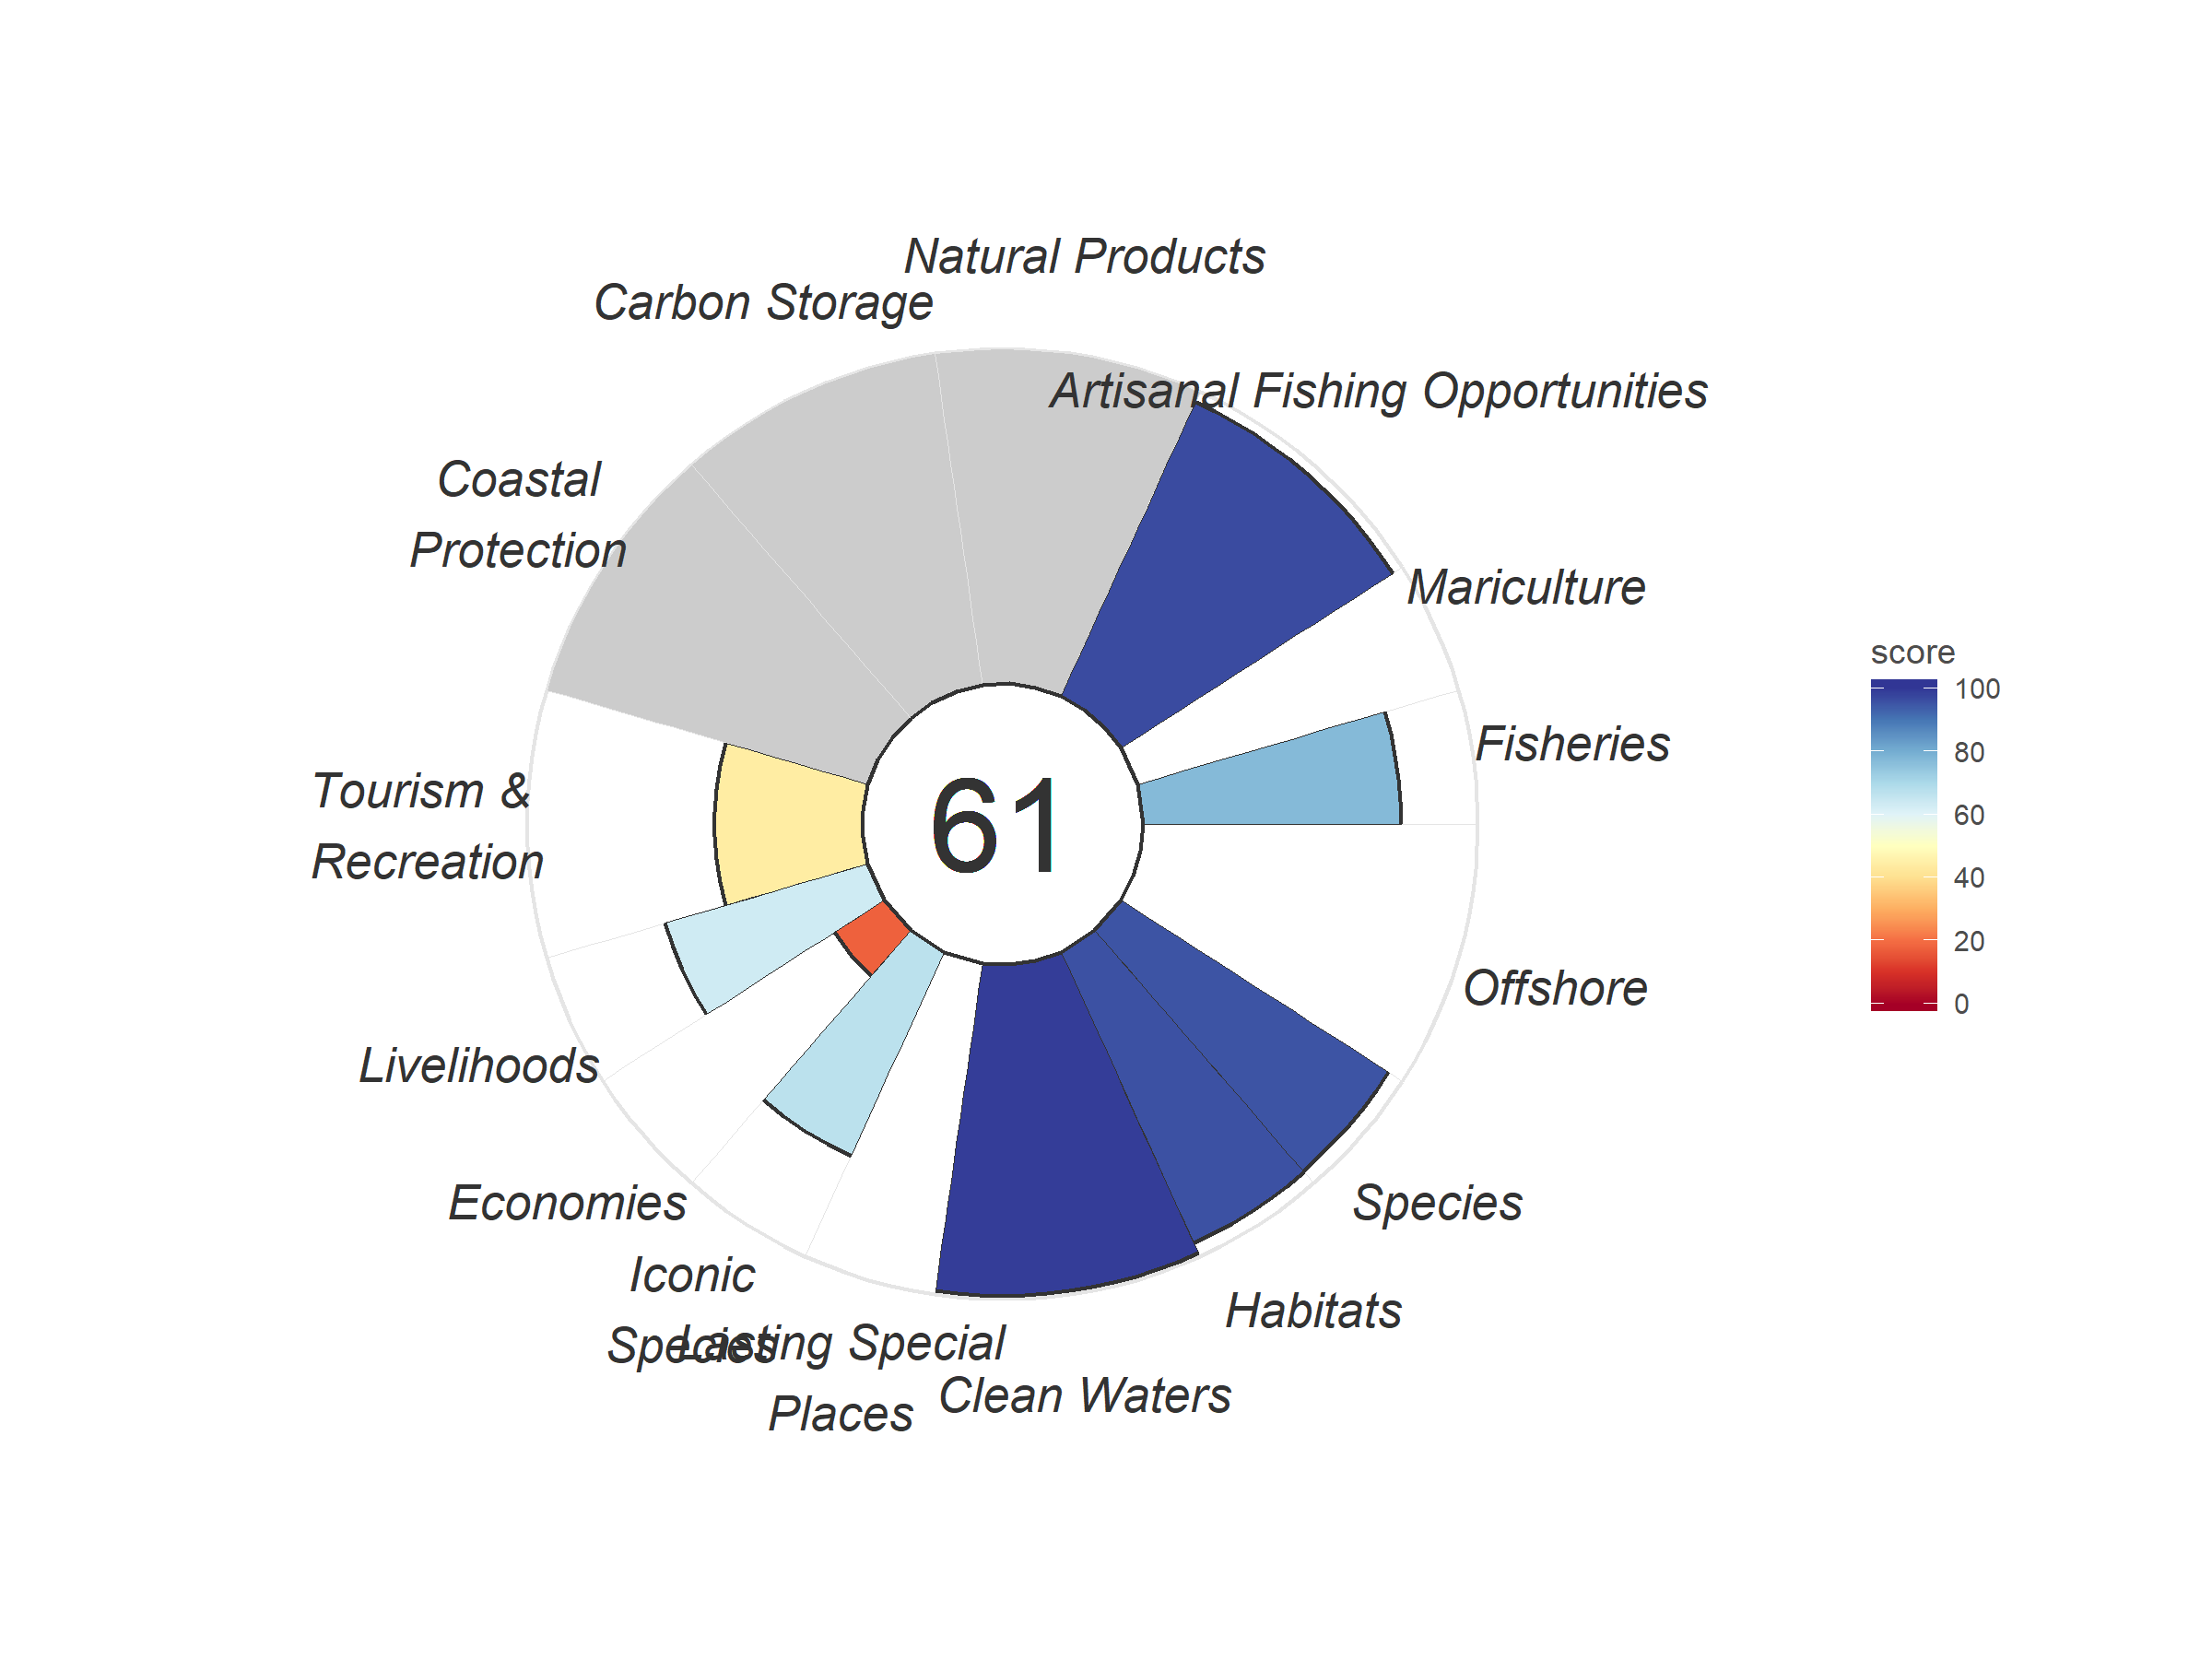 Natural Products
Carbon Storage
Artisanal Fishing Opportunities
Coastal
Protection
Mariculture
Fisheries
Tourism &
Recreation
61
Offshore
Livelihoods
Species
Economies
Iconic
Species
Habitats
Lasting Special
Places
Clean Waters
score
100
80
60
40
20
0